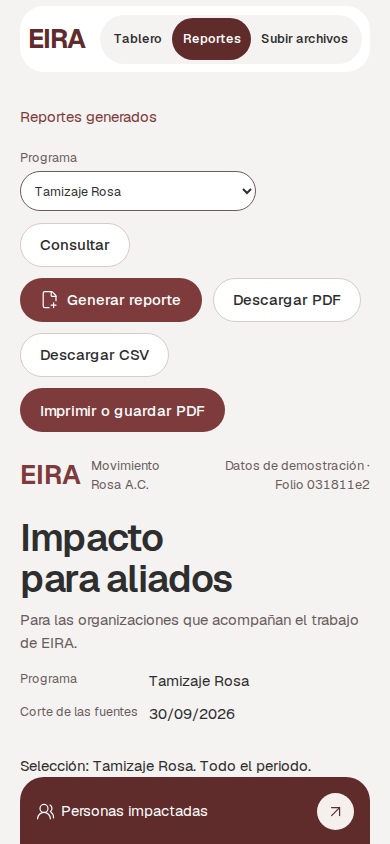 EIRA
Tablero
Reportes
Subir archivos
Reportes generados
Programa
Tamizaje Rosa
Consultar
Generar reporte
Descargar PDF
Descargar CSV
Imprimir o guardar PDF
EIRA
Movimiento
Rosa A.C.
Datos de demostración ·
Folio 031811e2
Impacto
para aliados
Para las organizaciones que acompañan el trabajo
de EIRA.
Programa
Tamizaje Rosa
Corte de las fuentes
30/09/2026
Selección: Tamizaje Rosa. Todo el periodo.
Personas impactadas